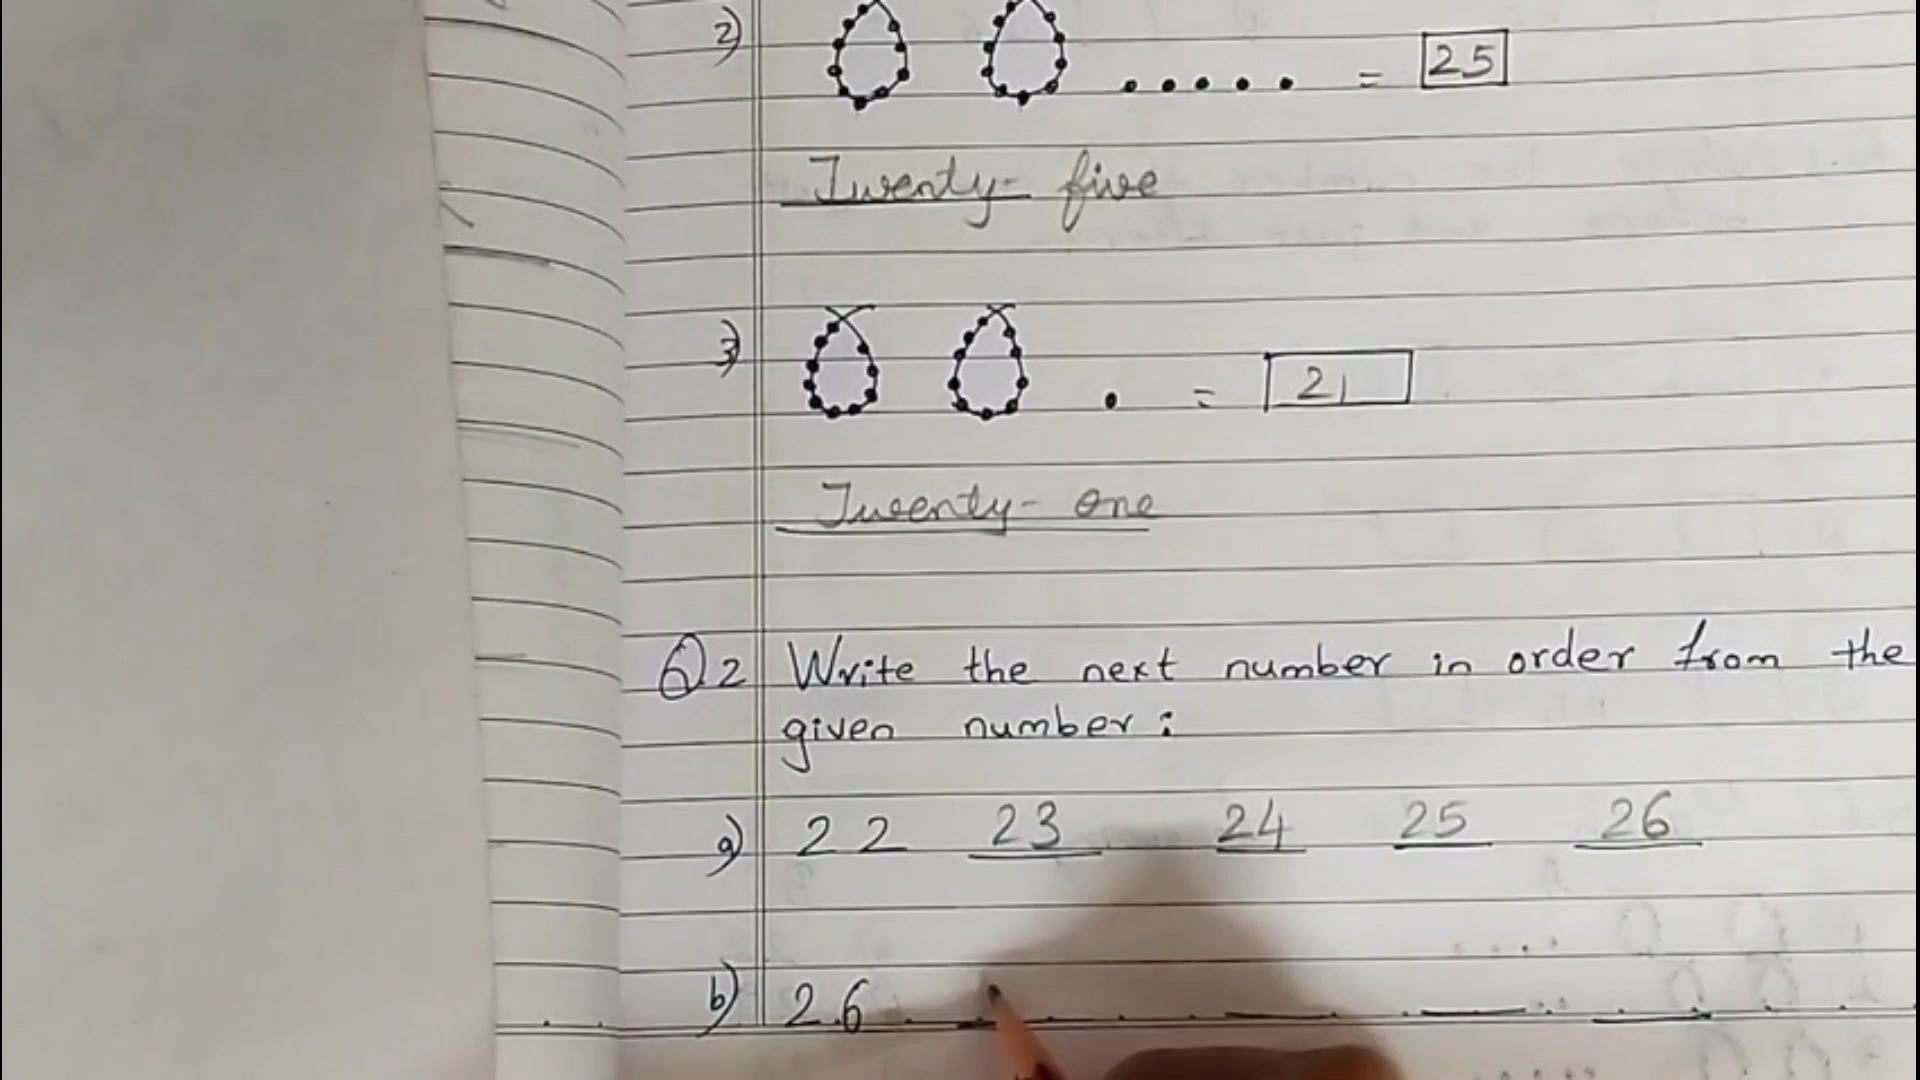 2) = 25
Twenty- five
3) = 21
Twenty- one
Q2 Write the next number in order from the
given number:
a) 22 23 24 25 26
b) 26